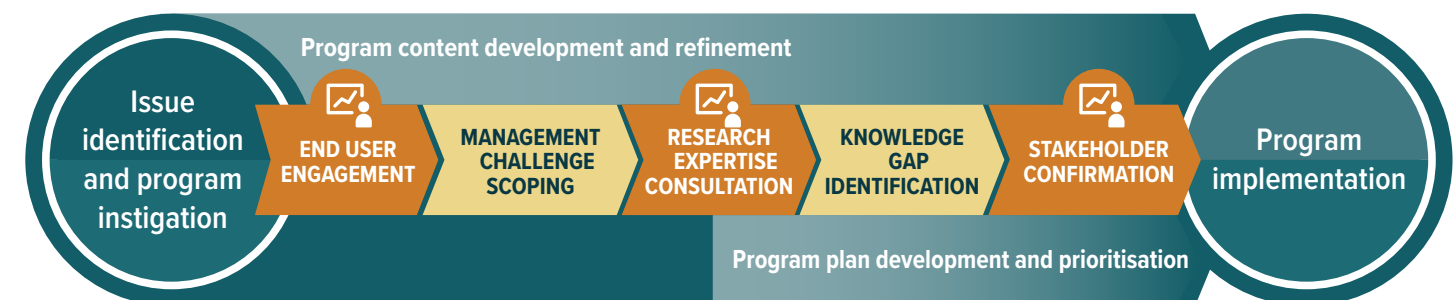 Program content development and refinement
Issue
identification
and program
instigation
END USER
ENGAGEMENT
MANAGEMENT
CHALLENGE
SCOPING
RESEARCH
EXPERTISE
CONSULTATION
KNOWLEDGE
GAP
IDENTIFICATION
STAKEHOLDER
CONFIRMATION
Program
implementation
Program plan development and prioritisation